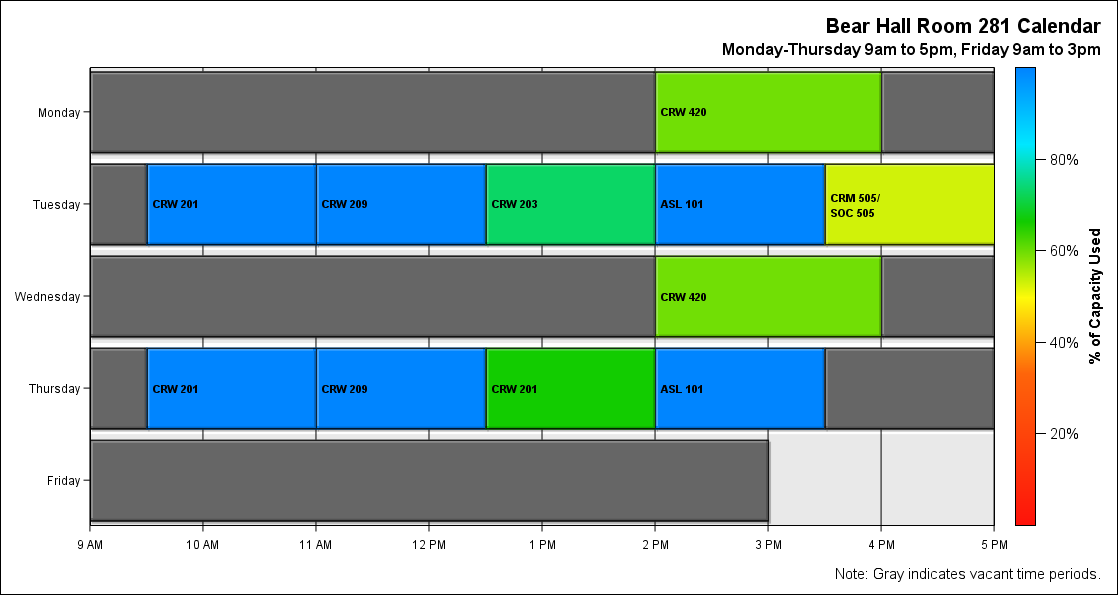 Bear Hall Room 281 Calendar
Monday-Thursday 9am to 5pm, Friday 9am to 3pm
Monday
CRW 420
Tuesday
CRW 201
CRW 209
CRW 203
ASL 101
CRM 505/
SOC 505
Wednesday
CRW 420
Thursday
CRW 201
CRW 209
CRW 201
ASL 101
Friday
9 AM
10 AM
11 AM
12 PM
1 PM
2 PM
3 PM
4 PM
5 PM
80%
60%
40%
20%
% of Capacity Used
Note: Gray indicates vacant time periods.